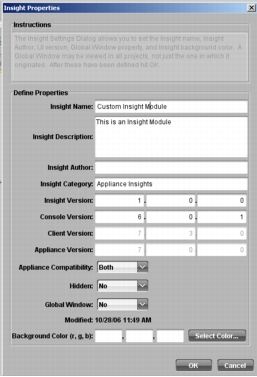 Insight Properties
Instructions
The Insight Settings Dialog allows you to set the Insight name, Insight
Author, UI version, Global Window property, and Insight background color. A
Global Window may be viewed in all projects, not just the one in which it
originated. After these have been defined hit OK.
Define Properties
Insight Name: Custom Insight Module
Insight Description: This is an Insight Module
Insight Author:
Insight Category: Appliance Insights
Insight Version: 1 . 0 . 0
Console Version: 6 . 0 . 1
Client Version: 7 . 3 . 0
Appliance Version: 7 . 0 . 0
Appliance Compatibility: Both
Hidden: No
Global Window: No
Modified: 10/28/06 11:49 AM
Background Color (r, g, b): , , Select Color...
OK Cancel